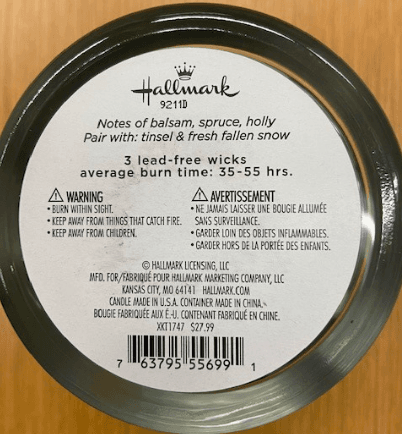 Hallmark
9211D
Notes of balsam, spruce, holly
Pair with: tinsel & fresh fallen snow
3 lead-free wicks
average burn time: 35-55 hrs.
⚠ WARNING
• BURN WITHIN SIGHT.
• KEEP AWAY FROM THINGS THAT CATCH FIRE.
• KEEP AWAY FROM CHILDREN.
⚠ AVERTISSEMENT
• NE JAMAIS LAISSER UNE BOUGIE ALLUMÉE
SANS SURVEILLANCE.
• GARDER LOIN DES OBJETS INFLAMMABLES.
• GARDER HORS DE LA PORTÉE DES ENFANTS.
© HALLMARK LICENSING, LLC
MFD. FOR/FABRIQUÉ POUR HALLMARK MARKETING COMPANY, LLC
KANSAS CITY, MO 64141 HALLMARK.COM
CANDLE MADE IN U.S.A. CONTAINER MADE IN CHINA.
BOUGIE FABRIQUÉE AUX É.-U. CONTENANT FABRIQUÉ EN CHINE.
XKT1747 $27.99
7 63795 55699 1